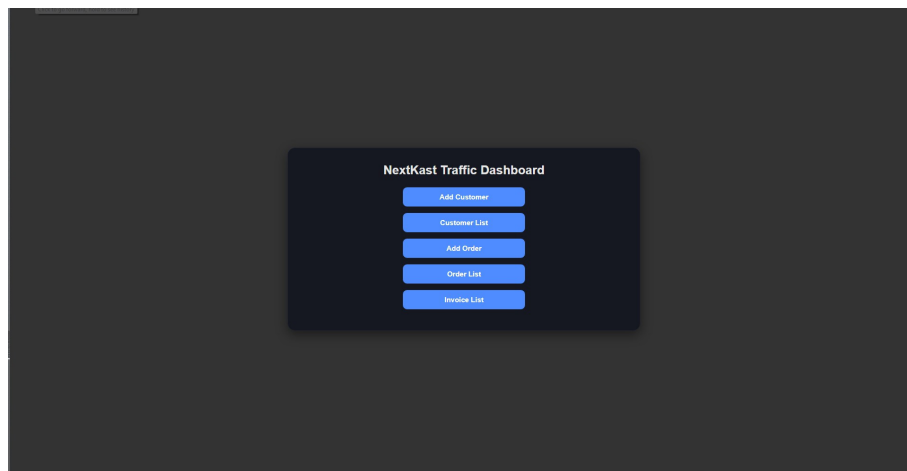 NextKast Traffic Dashboard
Add Customer
Customer List
Add Order
Order List
Invoice List